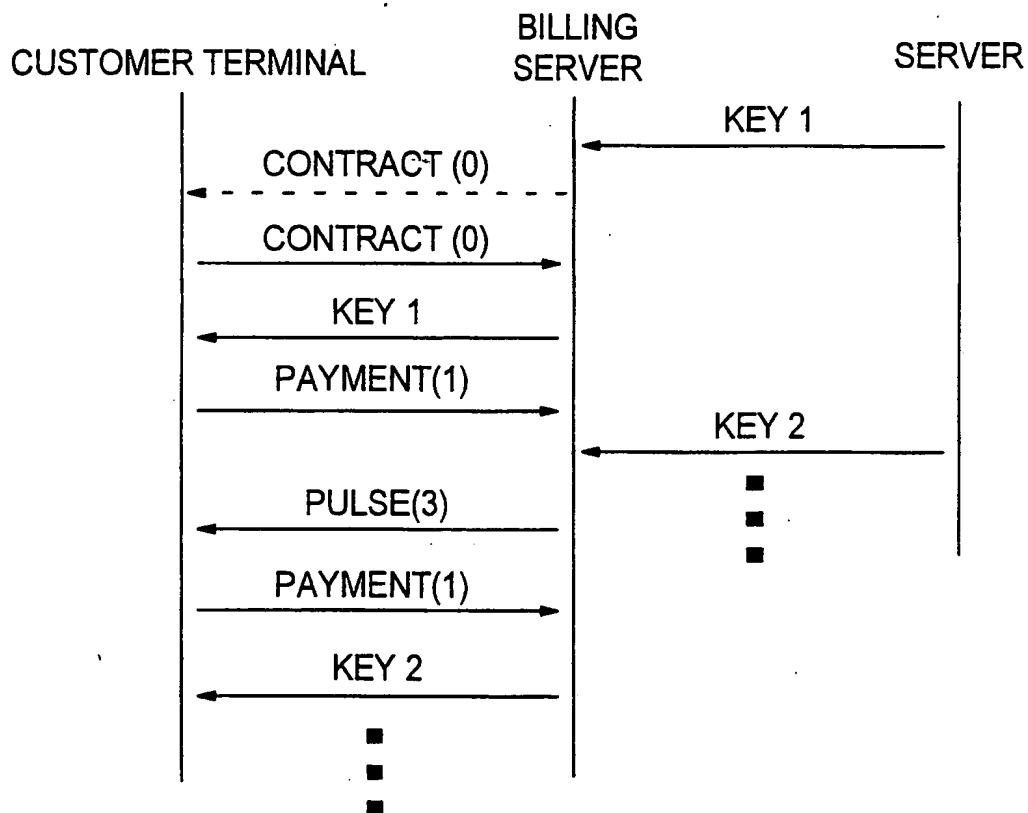 CUSTOMER TERMINAL
BILLING
SERVER
SERVER
KEY 1
CONTRACT (0)
CONTRACT (0)
KEY 1
PAYMENT(1)
KEY 2
PULSE(3)
PAYMENT(1)
KEY 2